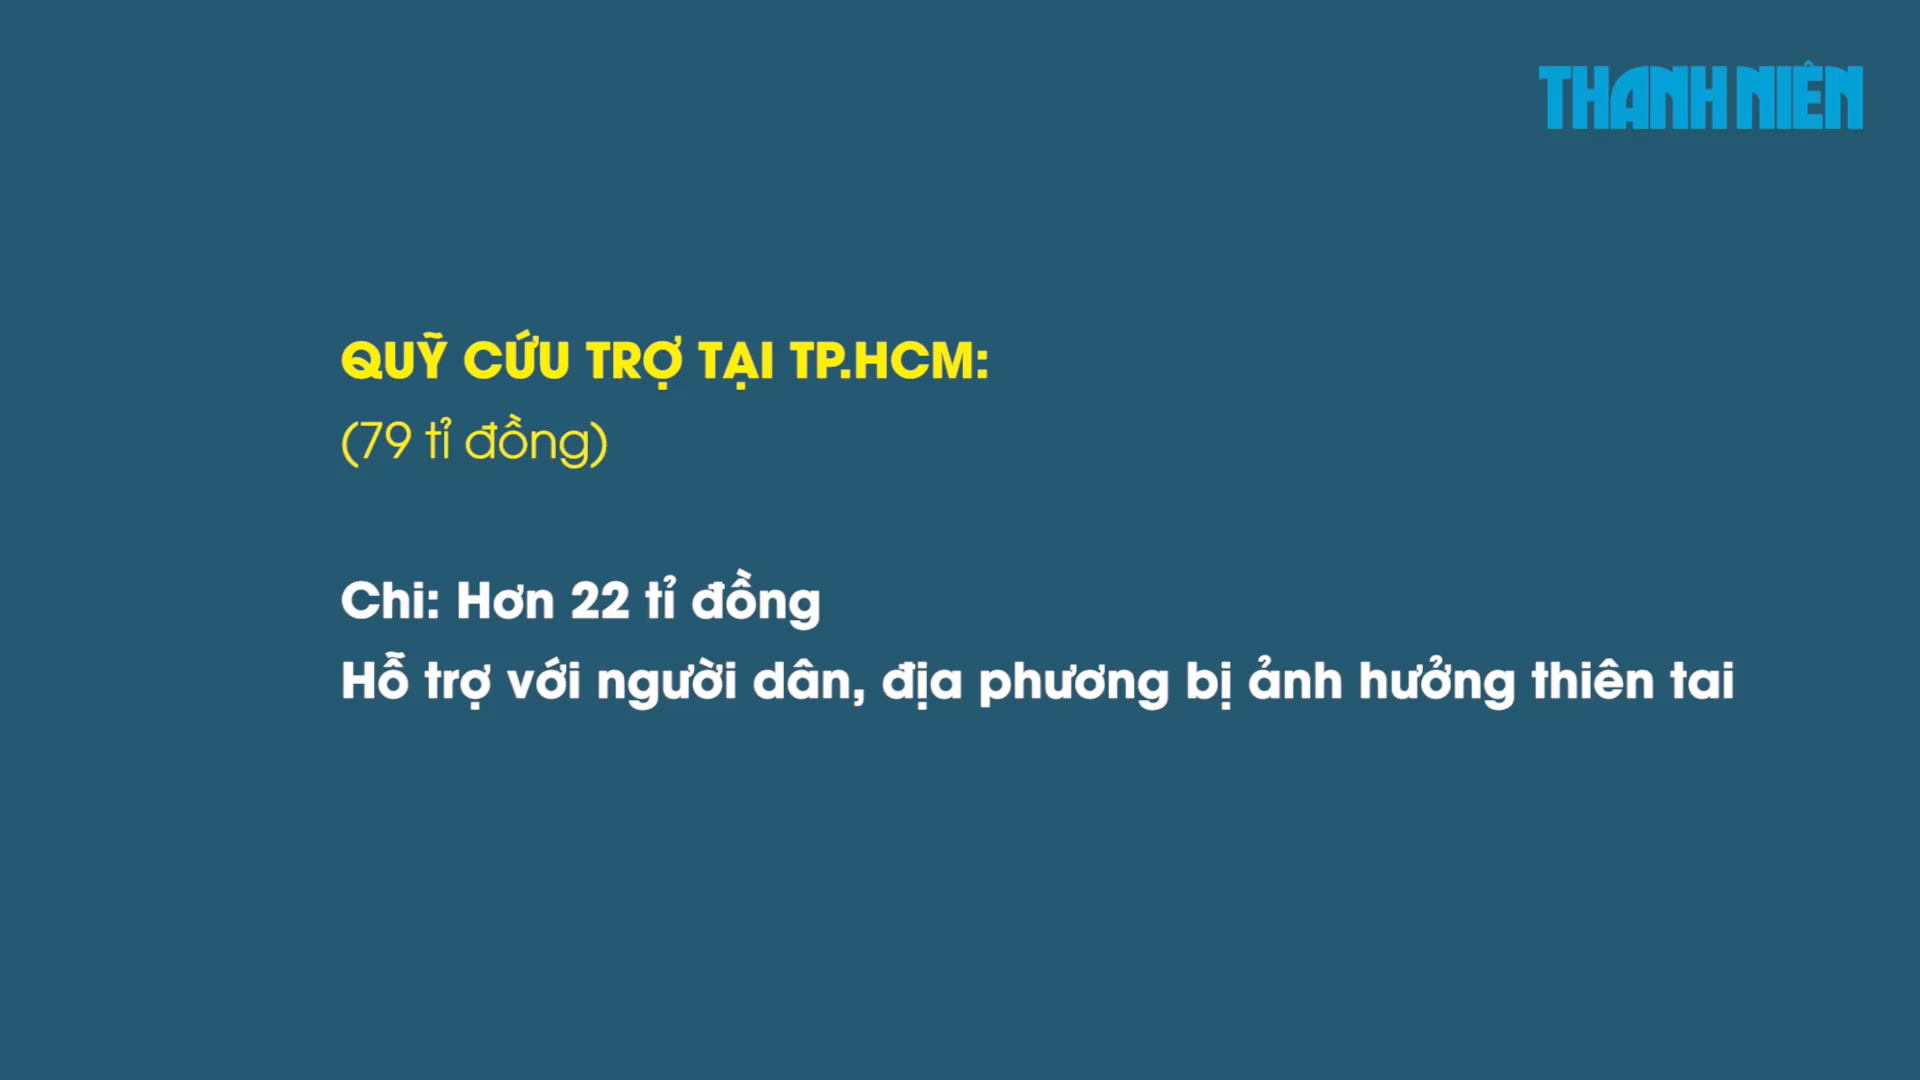 THANH NIÊN
QUỸ CỨU TRỢ TẠI TP.HCM:
(79 tỉ đồng)
Chi: Hơn 22 tỉ đồng
Hỗ trợ với người dân, địa phương bị ảnh hưởng thiên tai